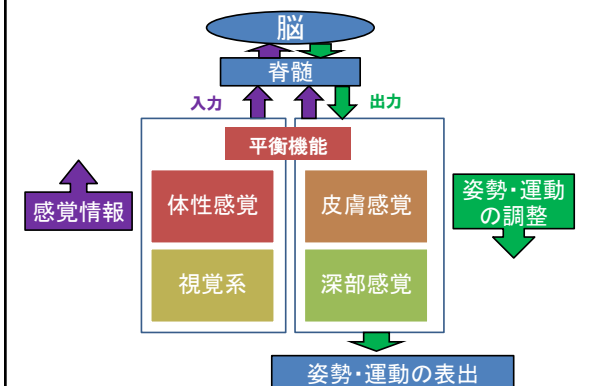 脳
脊髄
入力
出力
平衡機能
感覚情報
体性感覚
皮膚感覚
姿勢・運動
の調整
視覚系
深部感覚
姿勢・運動の表出